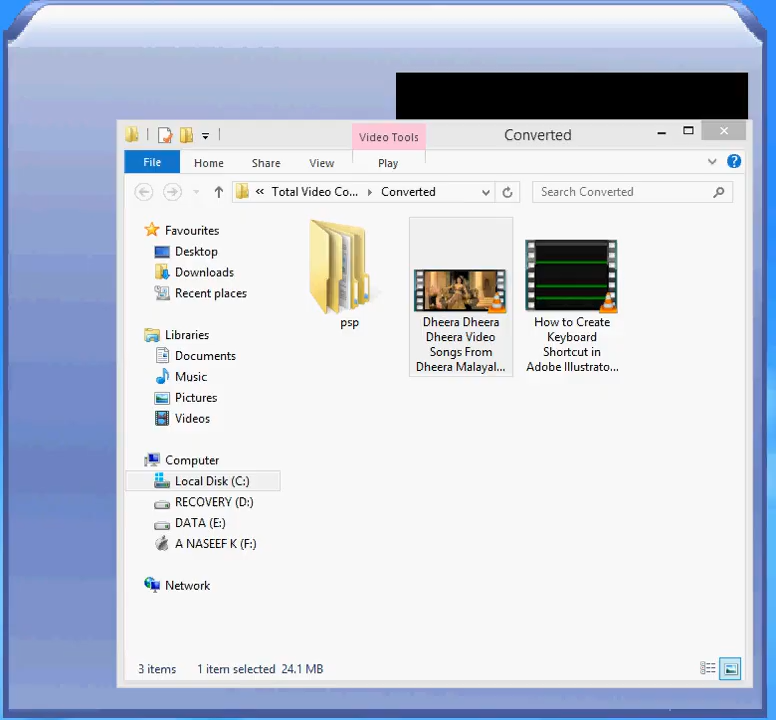 Video Tools
Converted
File
Home
Share
View
Play
« Total Video Co... Converted
Search Converted
Favourites
Desktop
Downloads
Recent places
Libraries
Documents
Music
Pictures
Videos
Computer
Local Disk (C:)
RECOVERY (D:)
DATA (E:)
A NASEEF K (F:)
Network
psp
Dheera Dheera
Dheera Video
Songs From
Dheera Malayal...
How to Create
Keyboard
Shortcut in
Adobe Illustrato...
3 items
1 item selected 24.1 MB